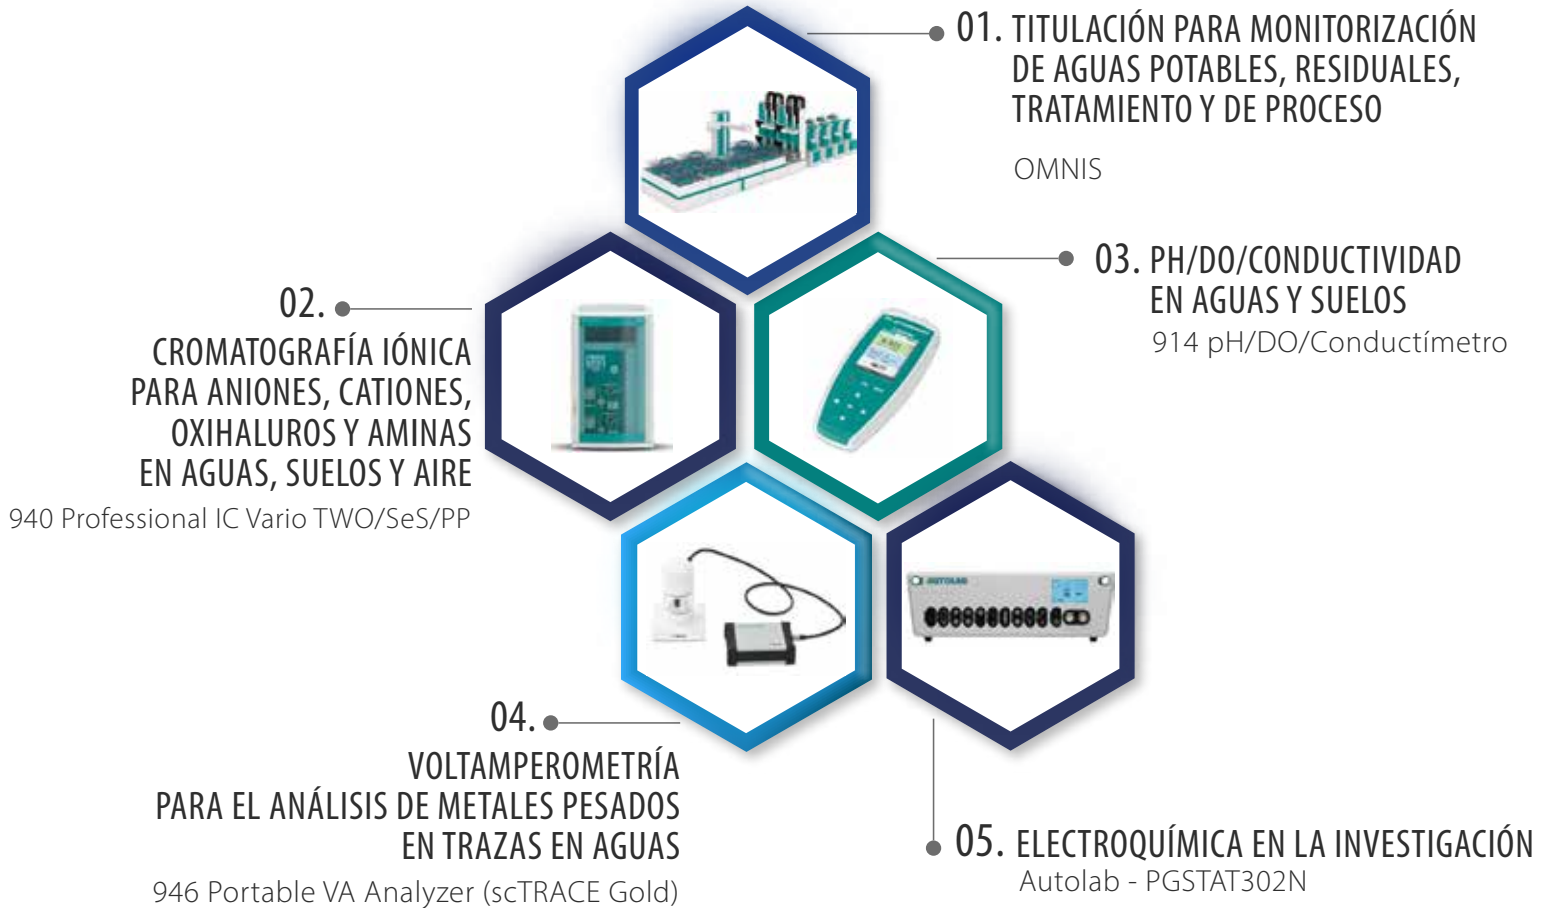 01. TITULACIÓN PARA MONITORIZACIÓN
DE AGUAS POTABLES, RESIDUALES,
TRATAMIENTO Y DE PROCESO
OMNIS
02.
CROMATOGRAFÍA IÓNICA
PARA ANIONES, CATIONES,
OXIHALUROS Y AMINAS
EN AGUAS, SUELOS Y AIRE
940 Professional IC Vario TWO/SeS/PP
03. PH/DO/CONDUCTIVIDAD
EN AGUAS Y SUELOS
914 pH/DO/Conductímetro
04.
VOLTAMPEROMETRÍA
PARA EL ANÁLISIS DE METALES PESADOS
EN TRAZAS EN AGUAS
946 Portable VA Analyzer (scTRACE Gold)
AUTOLAB
05. ELECTROQUÍMICA EN LA INVESTIGACIÓN
Autolab - PGSTAT302N